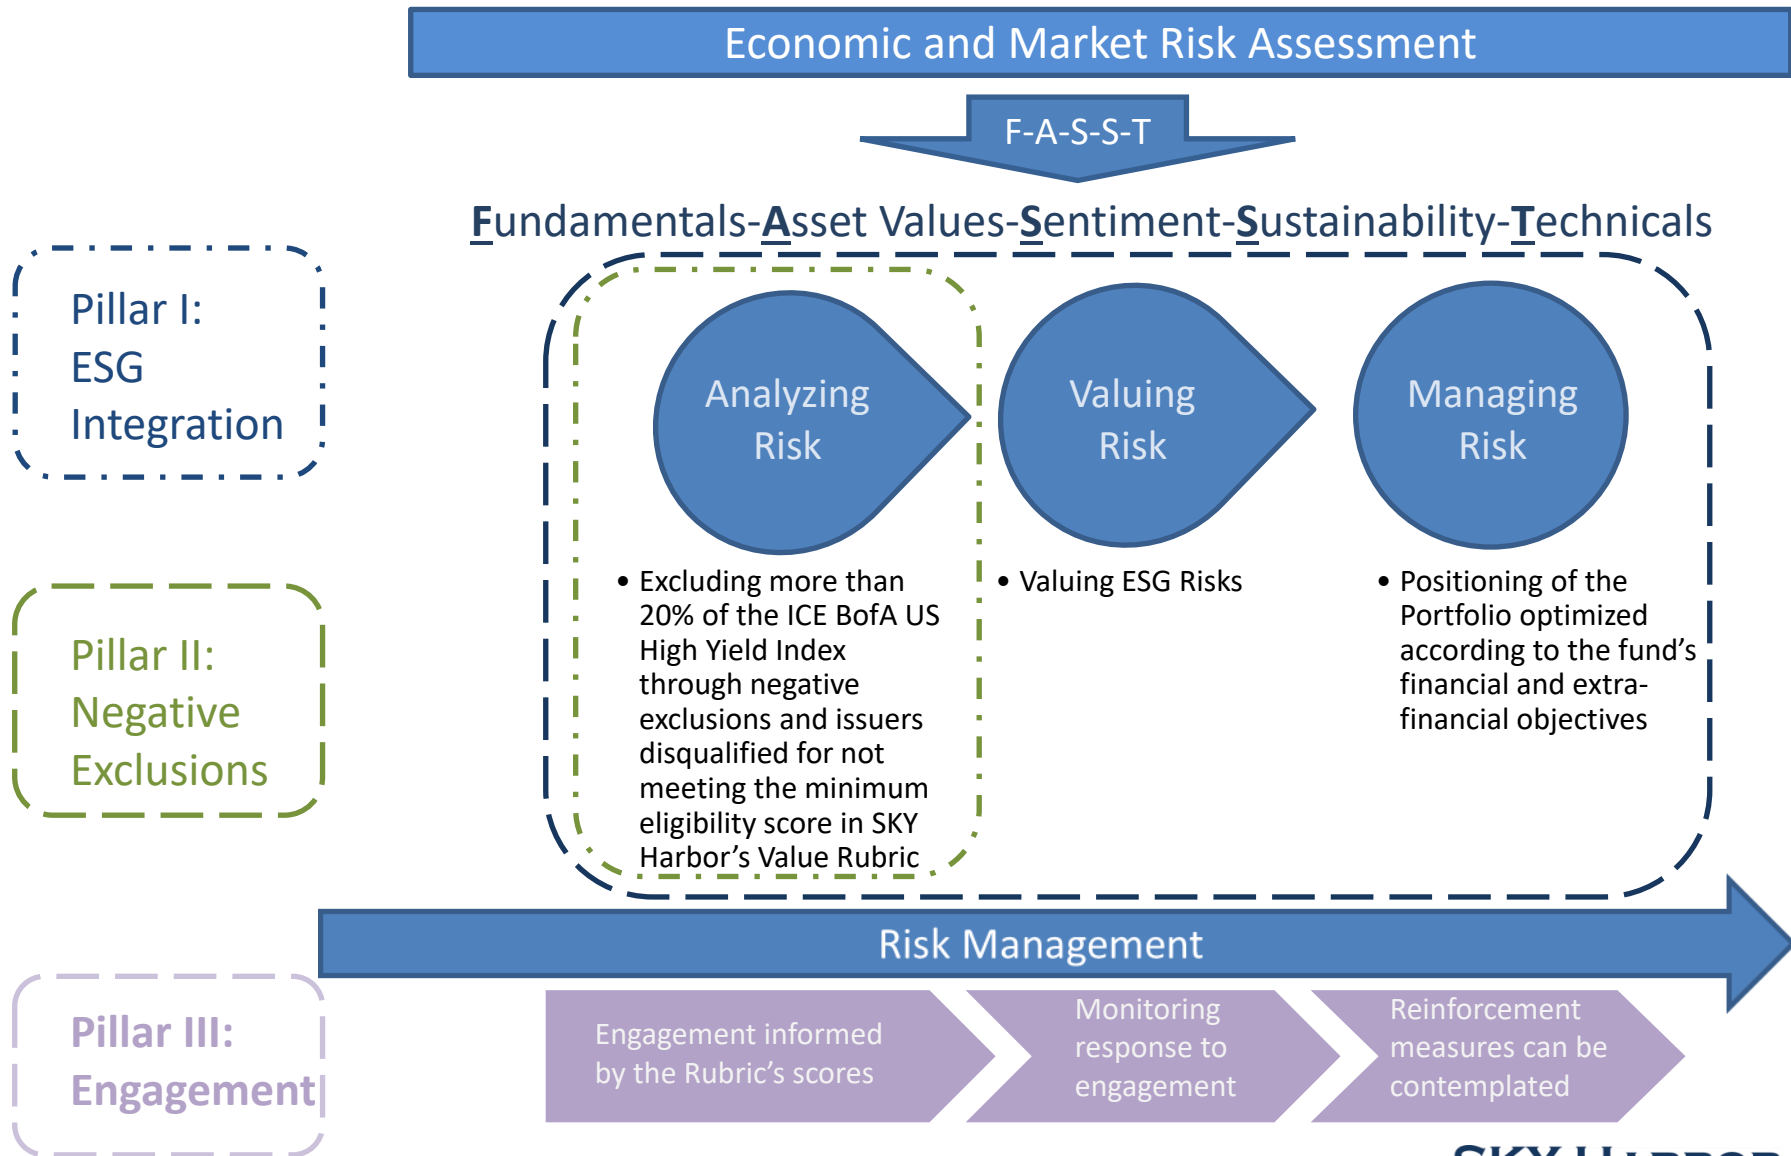 Economic and Market Risk Assessment
F-A-S-S-T
Fundamentals-Asset Values-Sentiment-Sustainability-Technicals
Pillar I:
ESG
Integration
Analyzing
Risk
Valuing
Risk
Managing
Risk
Pillar II:
Negative
Exclusions
• Excluding more than
20% of the ICE BofA US
High Yield Index
through negative
exclusions and issuers
disqualified for not
meeting the minimum
eligibility score in SKY
Harbor’s Value Rubric
• Valuing ESG Risks
• Positioning of the
Portfolio optimized
according to the fund’s
financial and extra-
financial objectives
Risk Management
Pillar III:
Engagement
Engagement informed
by the Rubric’s scores
Monitoring
response to
engagement
Reinforcement
measures can be
contemplated
SKY HARBOR